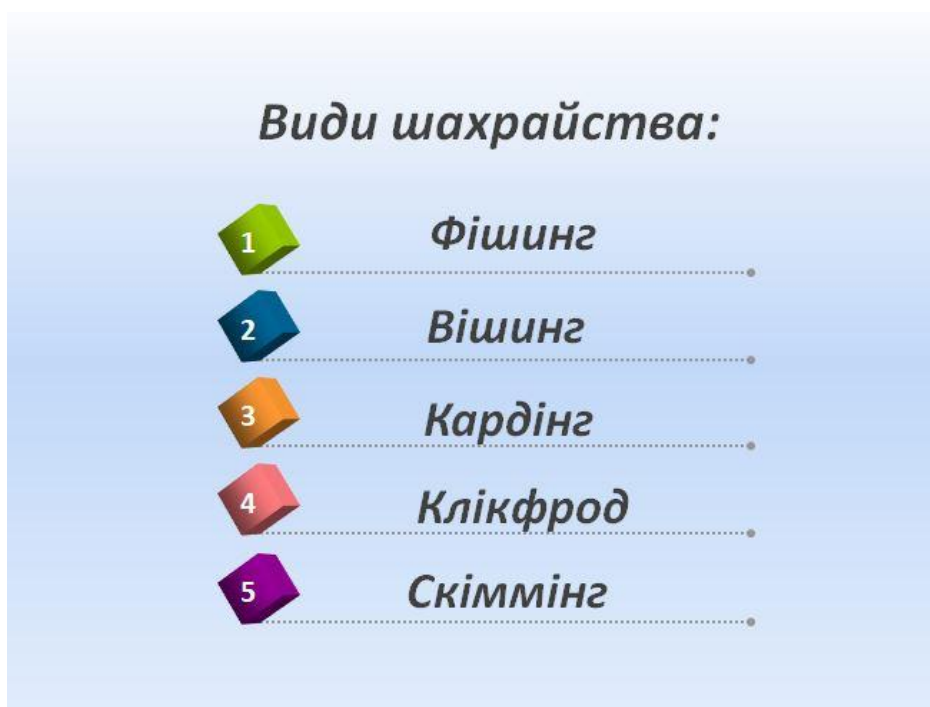 Види шахрайства:
1 Фішинг
2 Вішинг
3 Кардінг
4 Клікфрод
5 Скіммінг